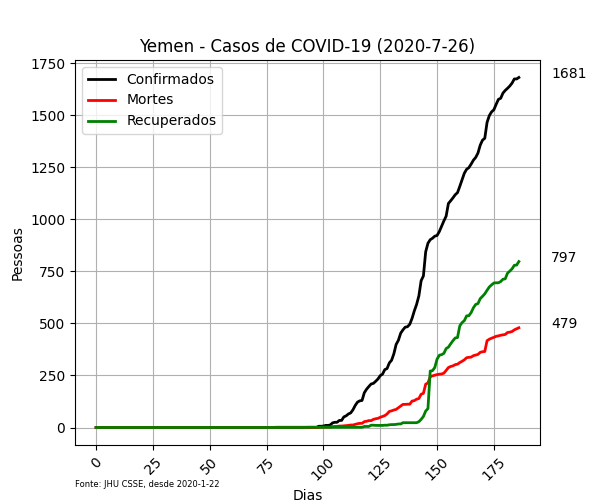 Yemen - Casos de COVID-19 (2020-7-26)
Confirmados
Mortes
Recuperados
1750
1500
1250
1000
750
500
250
0
Pessoas
1681
797
479
0
25
50
75
100
125
150
175
Dias
Fonte: JHU CSSE, desde 2020-1-22